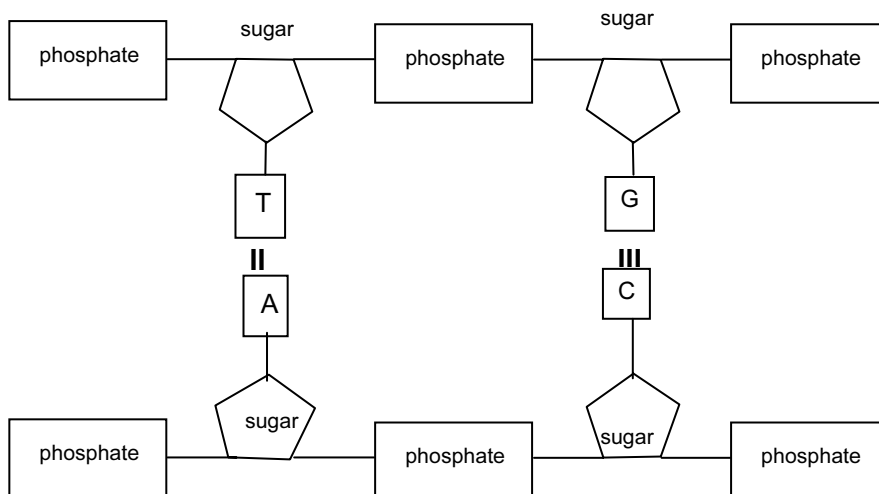 sugar
sugar
phosphate
phosphate
phosphate
T
G
II
III
A
C
sugar
sugar
phosphate
phosphate
phosphate